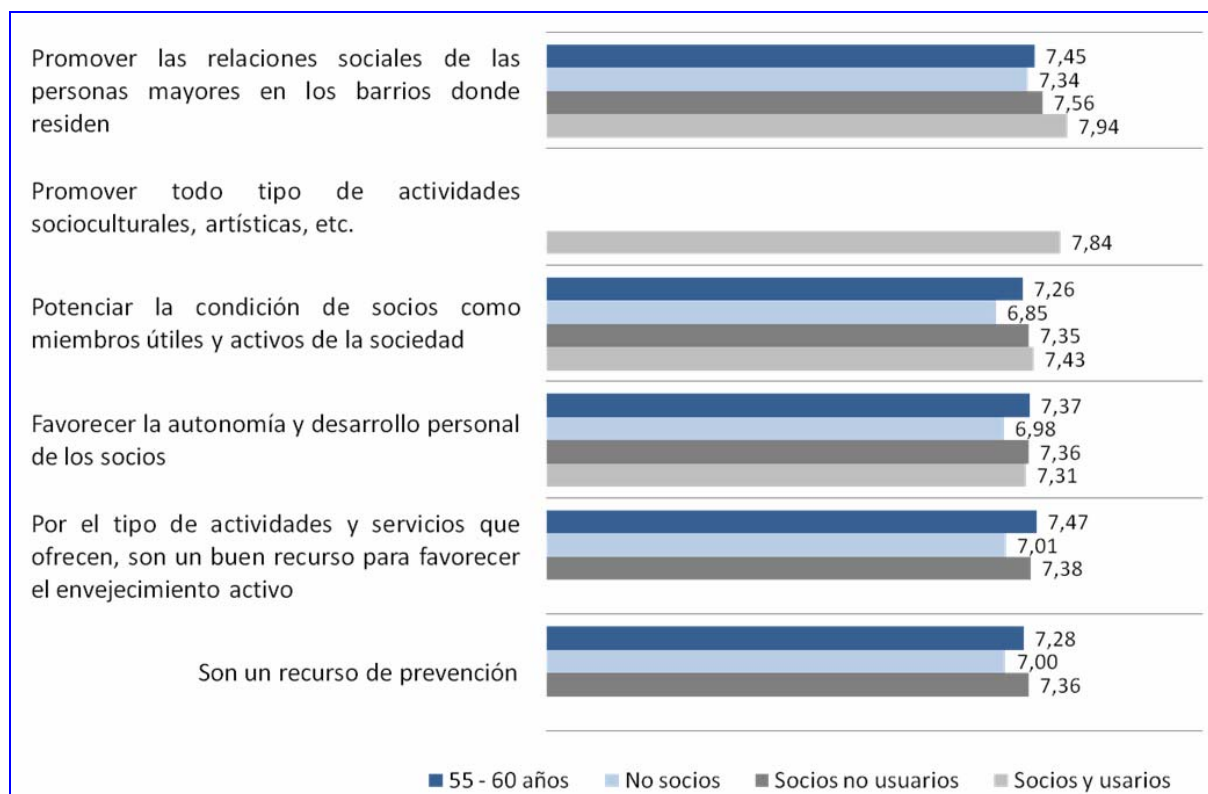 Promover las relaciones sociales de las
personas mayores en los barrios donde
residen
7,45
7,34
7,56
7,94
Promover todo tipo de actividades
socioculturales, artísticas, etc.
7,84
Potenciar la condición de socios como
miembros útiles y activos de la sociedad
7,26
6,85
7,35
7,43
Favorecer la autonomía y desarrollo personal
de los socios
7,37
6,98
7,36
7,31
Por el tipo de actividades y servicios que
ofrecen, son un buen recurso para favorecer
el envejecimiento activo
7,47
7,01
7,38
Son un recurso de prevención
7,28
7,00
7,36
55 - 60 años No socios Socios no usuarios Socios y usarios